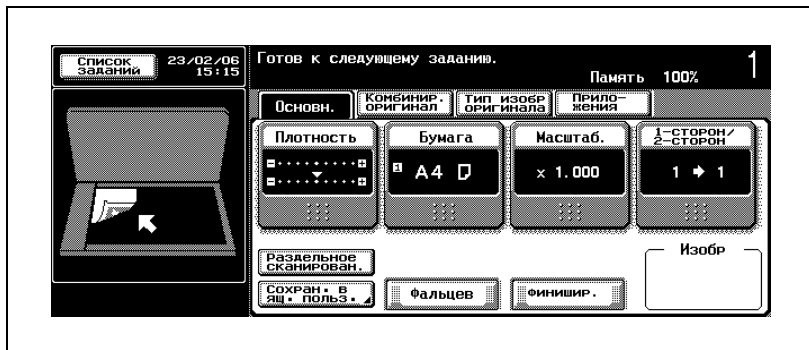 Список
заданий
23/02/06
15:15
Готов к следующему заданию.
Память 100%
1
Основн.
Комбинир.
оригинал
Тип изобр
оригинала
Прило-
жения
Плотность
Бумага
1 A4
Масштаб.
x 1.000
1-сторон/
2-сторон
1 → 1
Раздельное
сканирован.
Сохран. в
ящ. польз.
Фальцев
Финишир.
Изобр